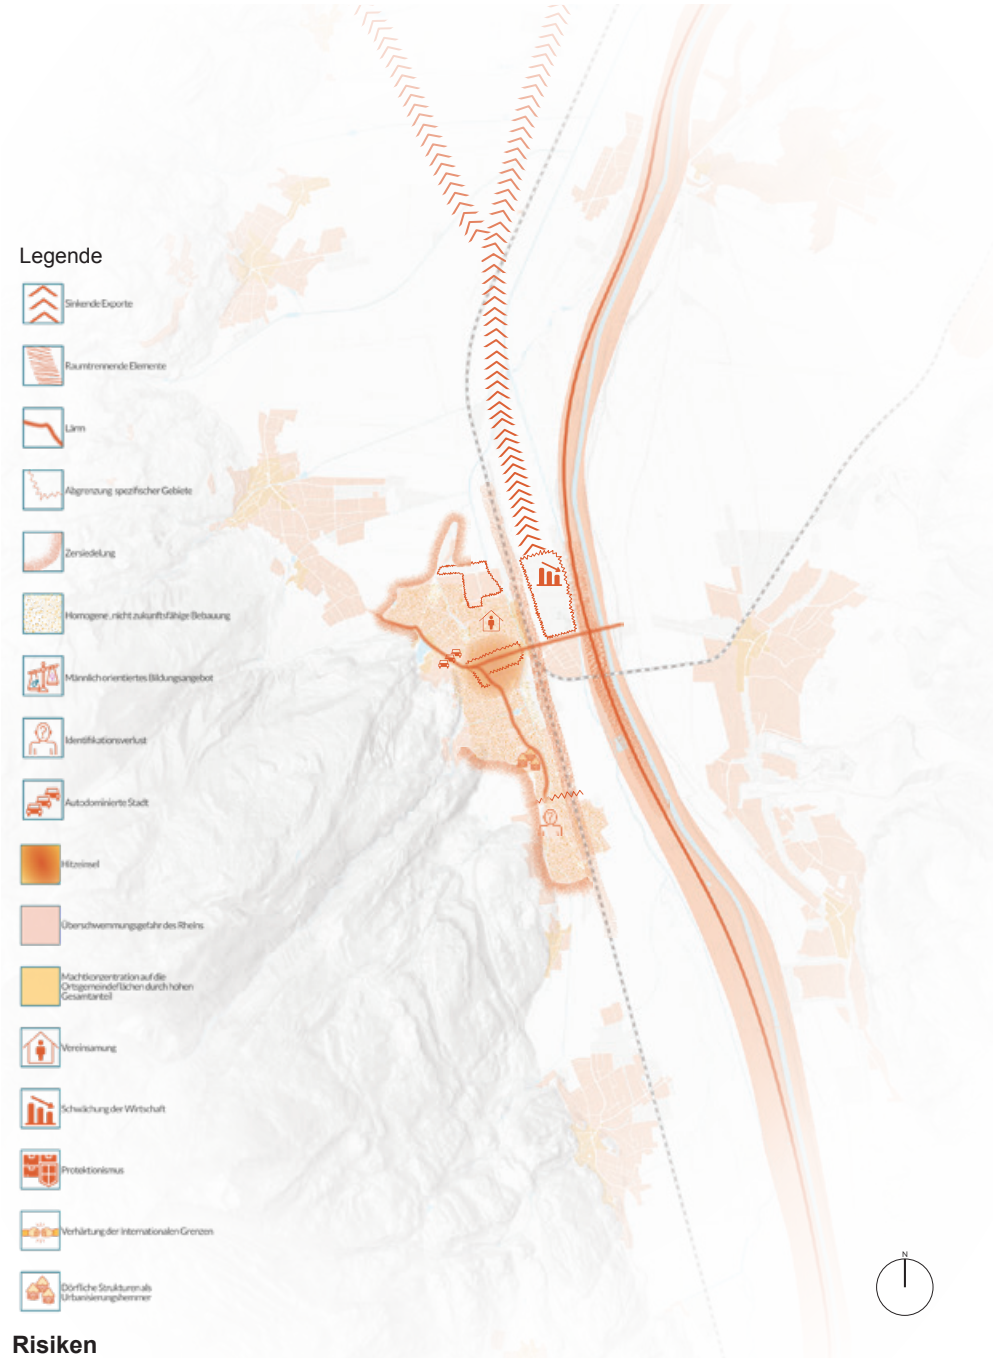 Legende
Sinkende Exporte
Raumtrennende Elemente
Lärm
Abgrenzung spezifischer Gebiete
Zersiedelung
Homogene, nicht zukunftsfähige Bebauung
Männlich orientiertes Bildungsangebot
Identifikationsverlust
Autodominierte Stadt
Hitzeinsel
Überschwemmungsgefahr des Rheins
Machtkonzentration auf die
Ortsgemeindeflächen durch hohen
Gesamtanteil
Vereinsamung
Schwächung der Wirtschaft
Protektionismus
Verhärtung der internationalen Grenzen
Dörfliche Strukturen als
Urbanisierungshemmer
N
Risiken